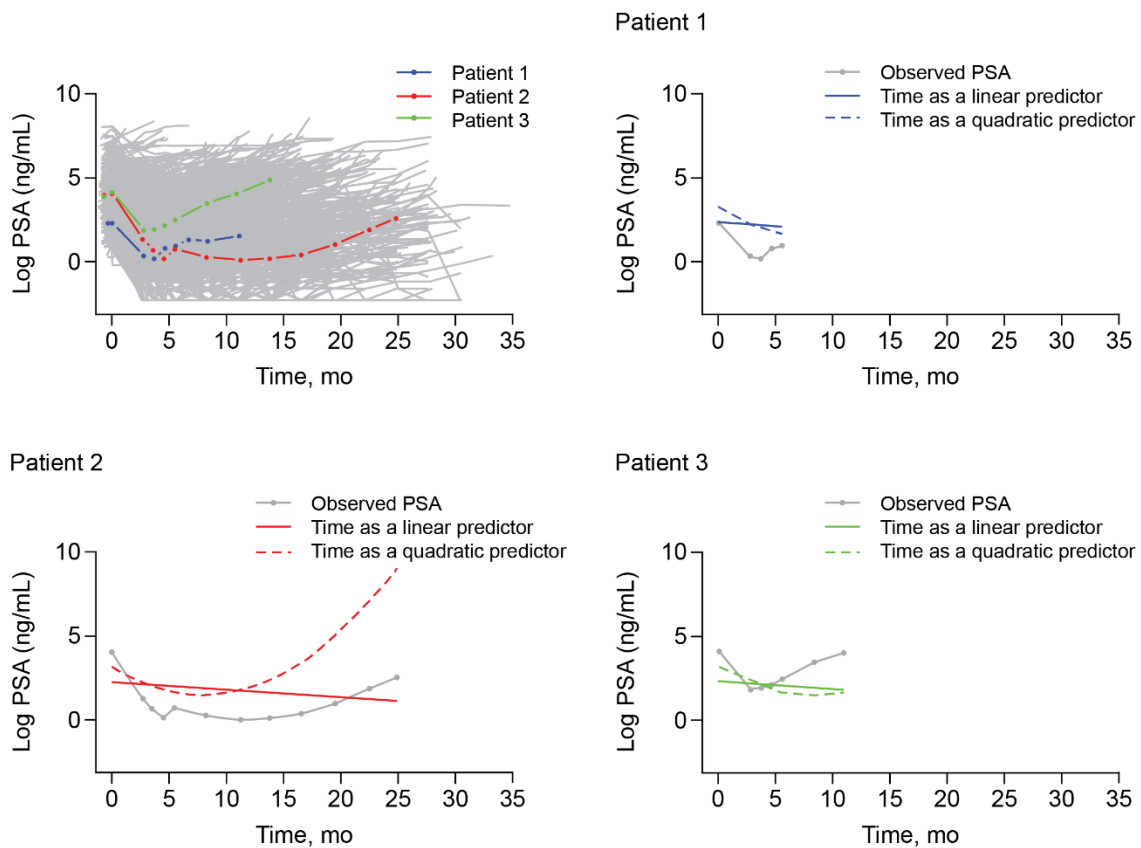 Patient 1
Patient 1
Patient 2
Patient 3
10
5
0
Log PSA (ng/mL)
0 5 10 15 20 25 30 35
Time, mo
Observed PSA
Time as a linear predictor
Time as a quadratic predictor
10
5
0
Log PSA (ng/mL)
0 5 10 15 20 25 30 35
Time, mo
Patient 2
Observed PSA
Time as a linear predictor
Time as a quadratic predictor
10
5
0
Log PSA (ng/mL)
0 5 10 15 20 25 30 35
Time, mo
Patient 3
Observed PSA
Time as a linear predictor
Time as a quadratic predictor
10
5
0
Log PSA (ng/mL)
0 5 10 15 20 25 30 35
Time, mo